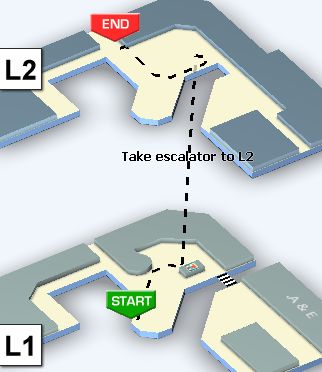 END
L2
Take escalator to L2
START
A & E
L1